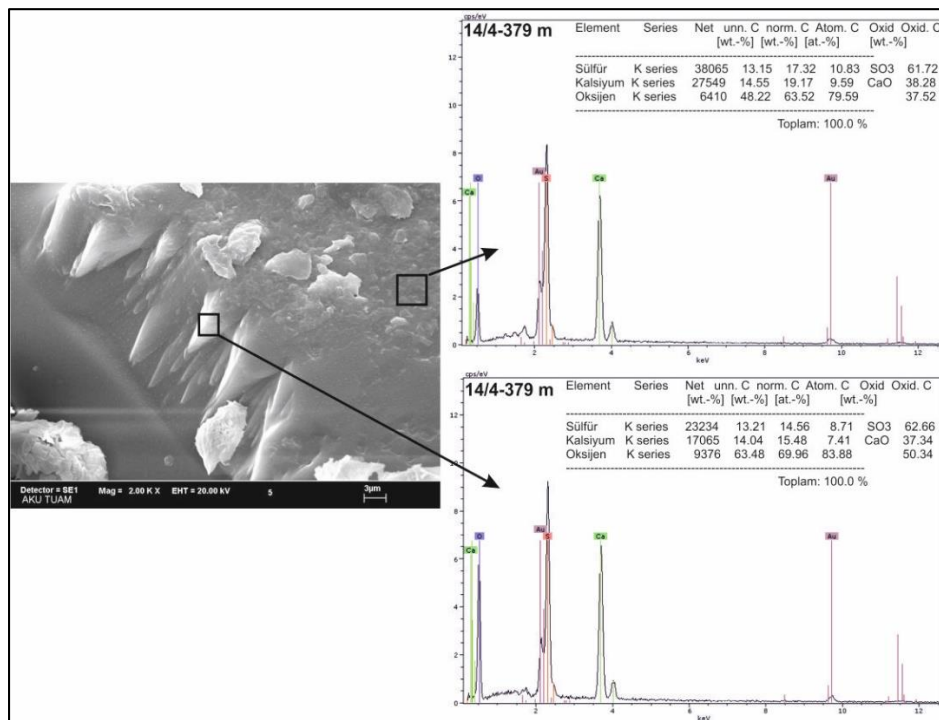 cps/eV
14/4-379 m
Element Series Net unn. C norm. C Atom. C Oxid Oxid. C
[wt.-%] [wt.-%] [at.-%] [wt.-%]
Sülfür K series 38065 13.15 17.32 10.83 SO3 61.72
Kalsiyum K series 27549 14.55 19.17 9.59 CaO 38.28
Oksijen K series 6410 48.22 63.52 79.59 37.52
Toplam: 100.0 %
12
10
8
6
4
2
0
Ca O Au S Ca Au
2 4 6 8 10 12
keV
Detector = SE1 Mag = 2.00 K X EHT = 20.00 kV 5 3µm
AKU TUAM
cps/eV
14/4-379 m
Element Series Net unn. C norm. C Atom. C Oxid Oxid. C
[wt.-%] [wt.-%] [at.-%] [wt.-%]
Sülfür K series 23234 13.21 14.56 8.71 SO3 62.66
Kalsiyum K series 17065 14.04 15.48 7.41 CaO 37.34
Oksijen K series 9376 63.48 69.96 83.88 50.34
Toplam: 100.0 %
12
10
8
6
4
2
0
Ca O Au S Ca Au
2 4 6 8 10 12
keV